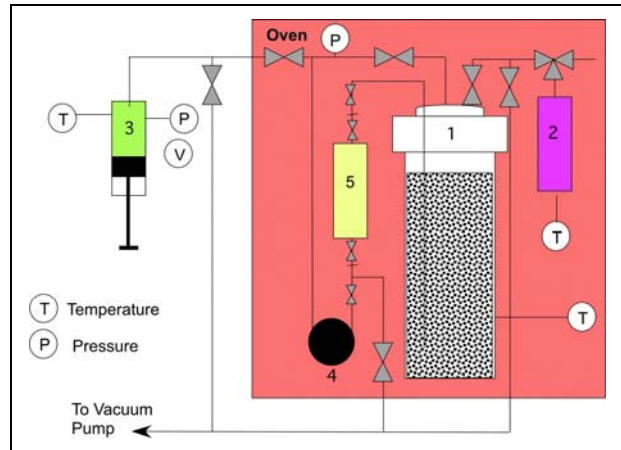 Oven
P
T
3
P
V
1
2
5
T
T
T Temperature
P Pressure
4
To Vacuum
Pump